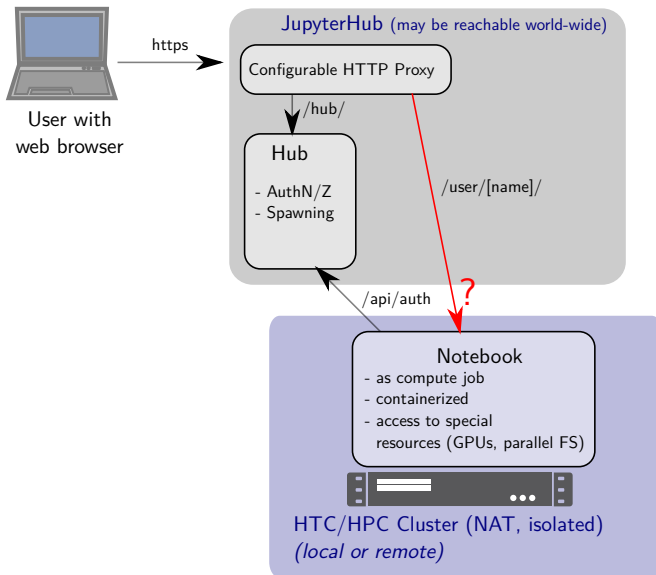 JupyterHub (may be reachable world-wide)
https
Configurable HTTP Proxy
User with
web browser
/hub/
Hub
- AuthN/Z
- Spawning
/user/[name]/
/api/auth
?
Notebook
- as compute job
- containerized
- access to special
resources (GPUs, parallel FS)
HTC/HPC Cluster (NAT, isolated)
(local or remote)